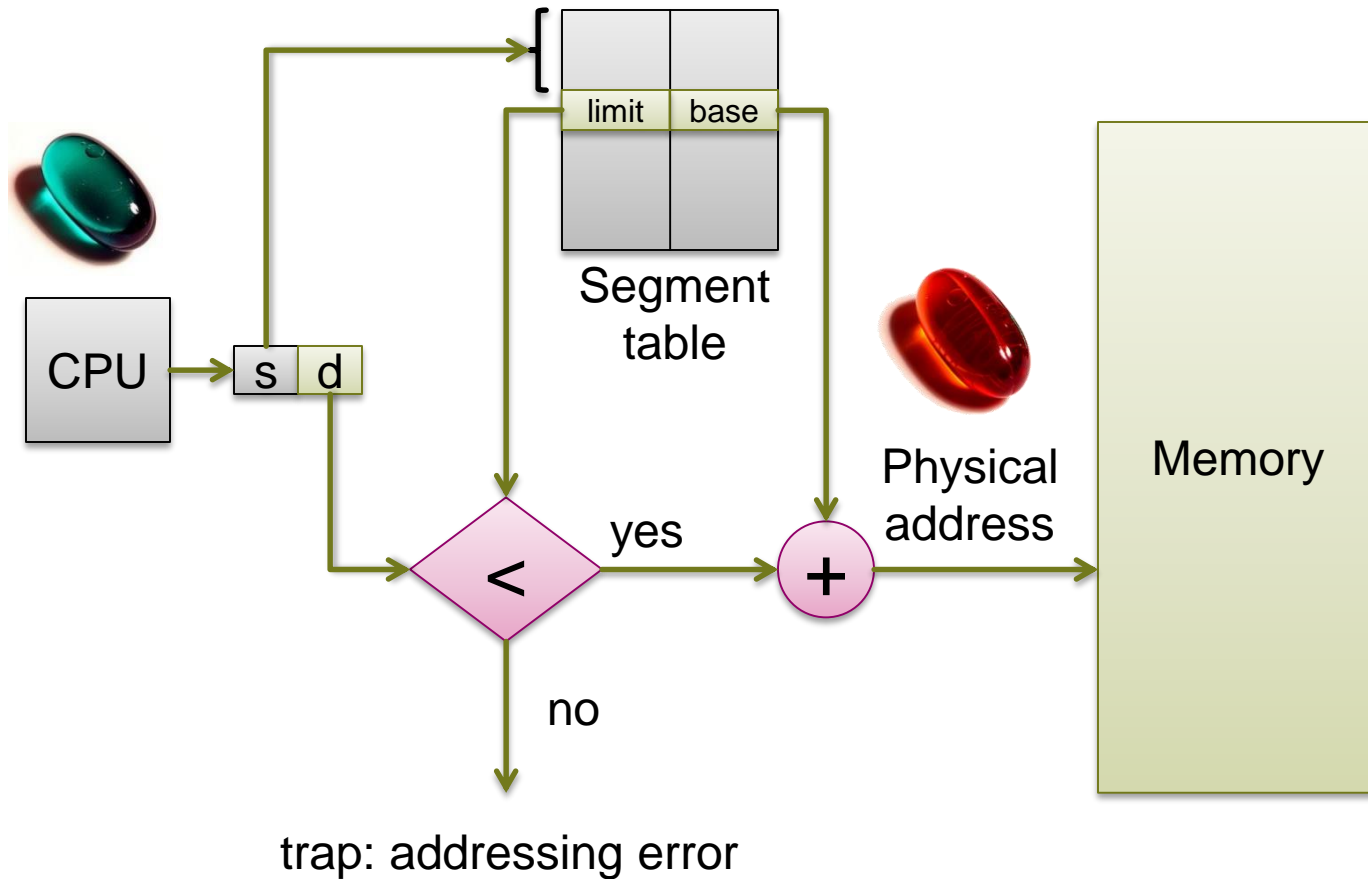 limit base
Segment
table
CPU
s d
Physical
address
Memory
yes
<
+
no
trap: addressing error